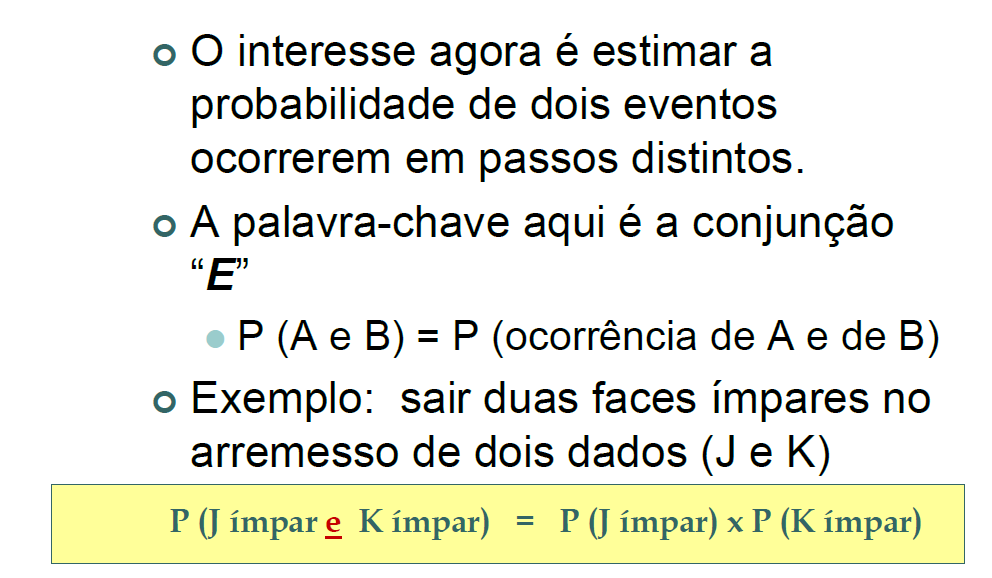 O interesse agora é estimar a
probabilidade de dois eventos
ocorrerem em passos distintos.
A palavra-chave aqui é a conjunção
“E”
P (A e B) = P (ocorrência de A e de B)
Exemplo: sair duas faces ímpares no
arremesso de dois dados (J e K)
P (J ímpar e K ímpar) = P (J ímpar) x P (K ímpar)